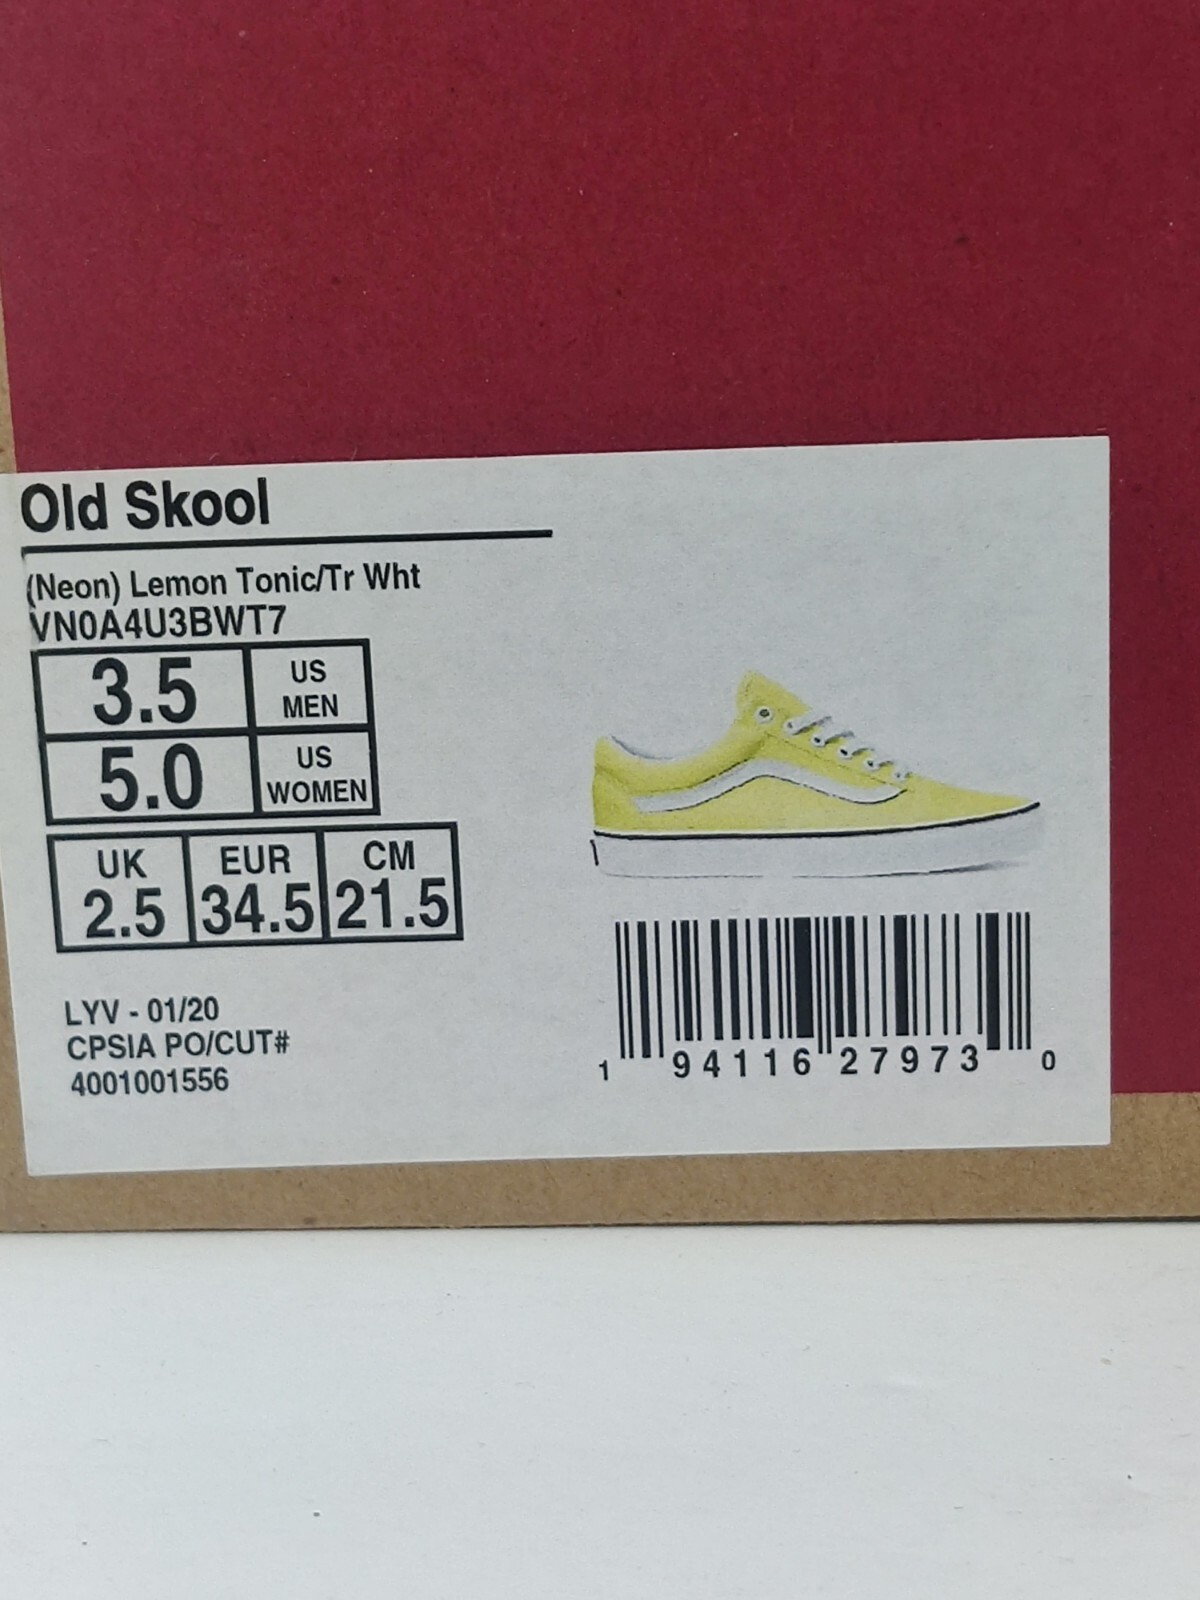 Old Skool
(Neon) Lemon Tonic/Tr Wht
VN0A4U3BWT7
3.5 US MEN
5.0 US WOMEN
UK EUR CM
2.5 34.5 21.5
LYV - 01/20
CPSIA PO/CUT#
4001001556
1 94116 27973 0